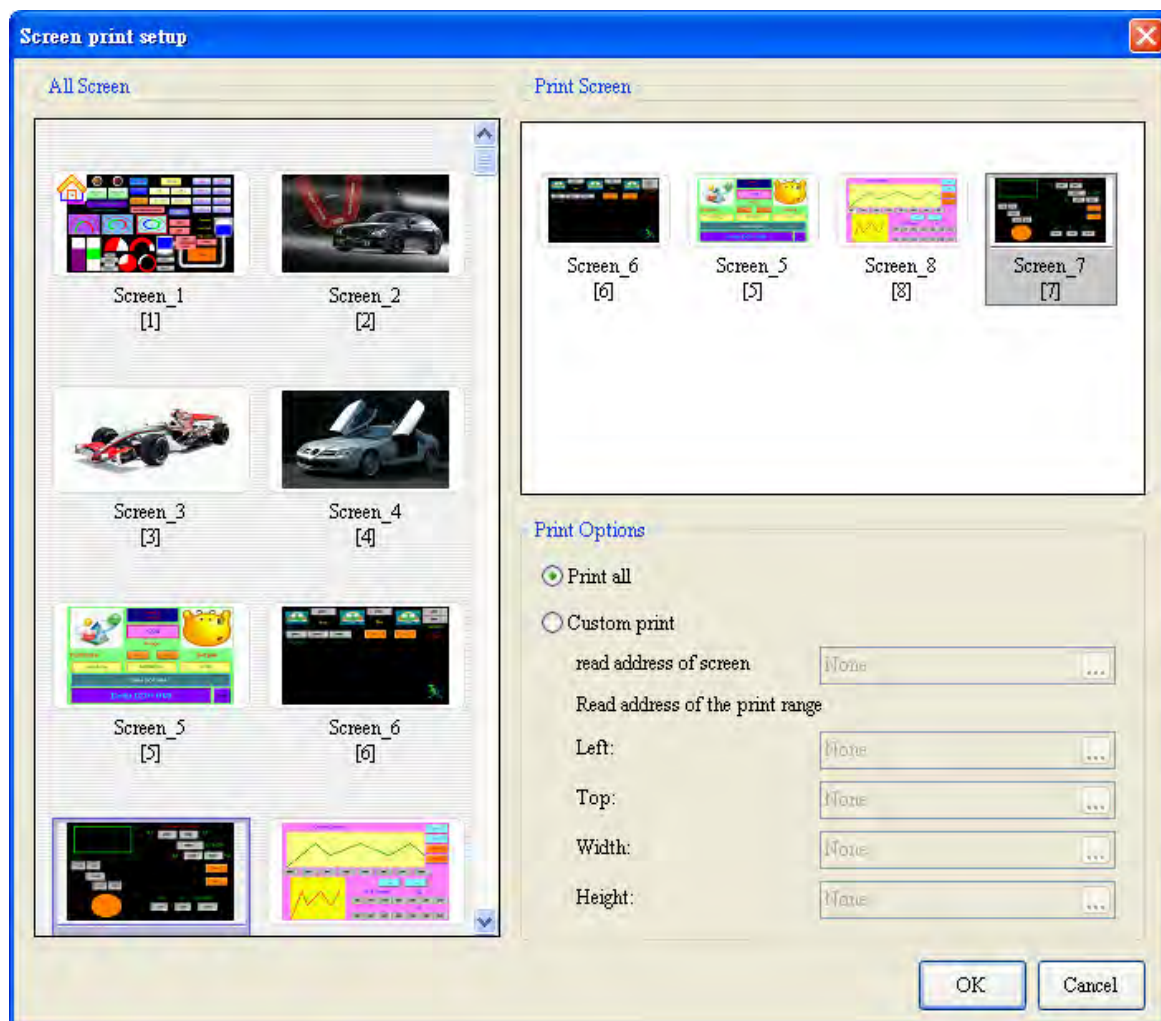 Screen print setup
All Screen
Screen_1
[1]
Screen_2
[2]
Screen_3
[3]
Screen_4
[4]
Screen_5
[5]
Screen_6
[6]
Print Screen
Screen_6
[6]
Screen_5
[5]
Screen_8
[8]
Screen_7
[7]
Print Options
Print all
Custom print
read address of screen None ...
Read address of the print range
Left: None ...
Top: None ...
Width: None ...
Height: None ...
OK Cancel